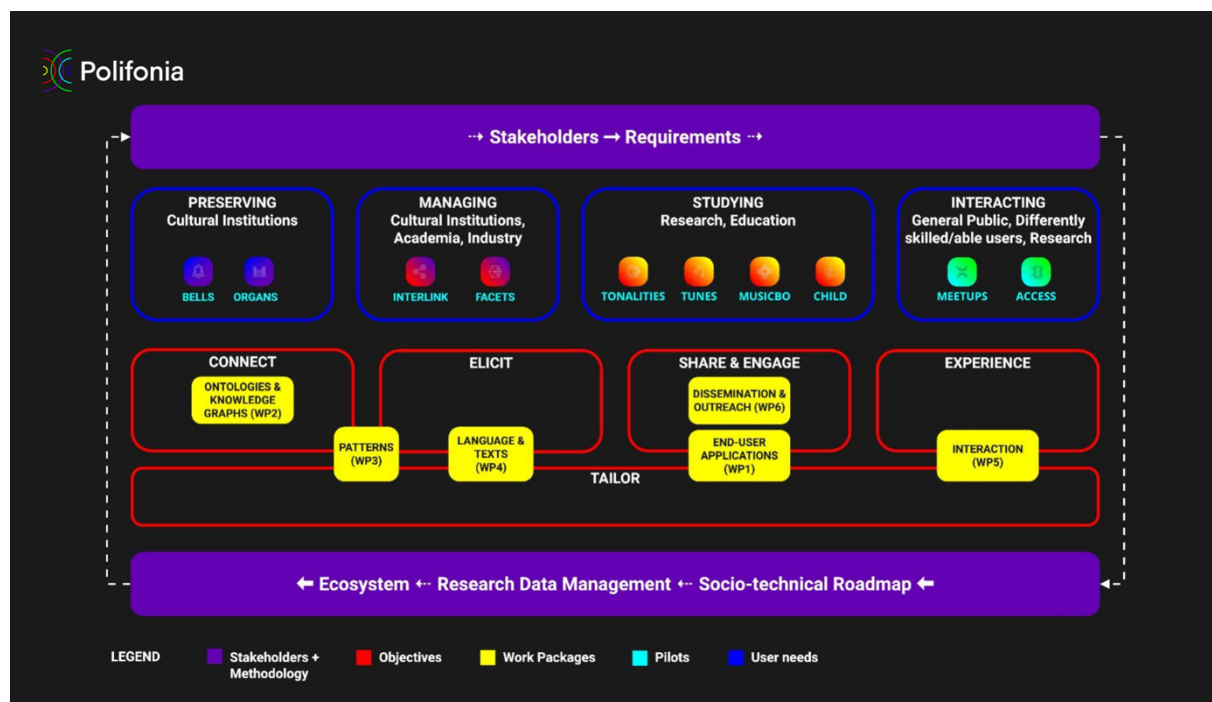 Polifonia
⇢ Stakeholders → Requirements ⇢
PRESERVING
Cultural Institutions
BELLS
ORGANS
MANAGING
Cultural Institutions,
Academia, Industry
INTERLINK
FACETS
STUDYING
Research, Education
TONALITIES
TUNES
MUSICBO
CHILD
INTERACTING
General Public, Differently
skilled/able users, Research
MEETUPS
ACCESS
CONNECT
ONTOLOGIES &
KNOWLEDGE
GRAPHS (WP2)
PATTERNS
(WP3)
ELICIT
LANGUAGE &
TEXTS
(WP4)
SHARE & ENGAGE
DISSEMINATION &
OUTREACH (WP6)
END-USER
APPLICATIONS
(WP1)
EXPERIENCE
INTERACTION
(WP5)
TAILOR
← Ecosystem ⇠ Research Data Management ⇠ Socio-technical Roadmap ←
LEGEND
Stakeholders +
Methodology
Objectives
Work Packages
Pilots
User needs